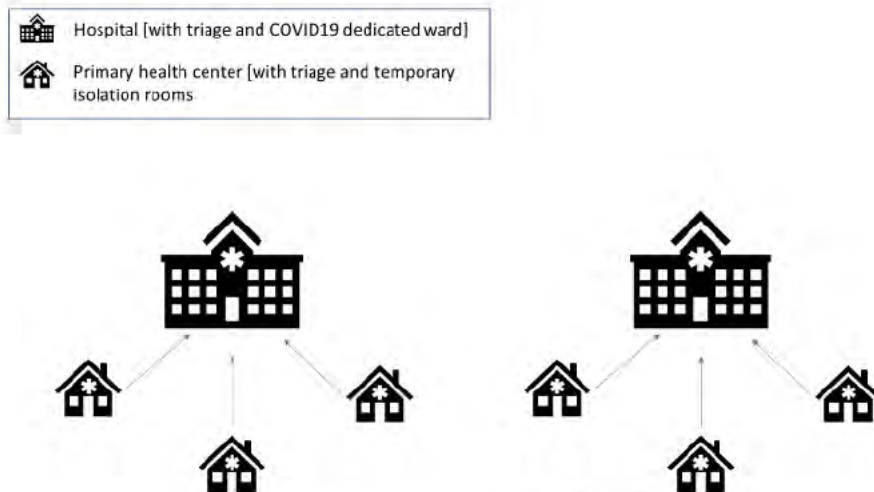 Hospital [with triage and COVID19 dedicated ward]
Primary health center [with triage and temporary
isolation rooms